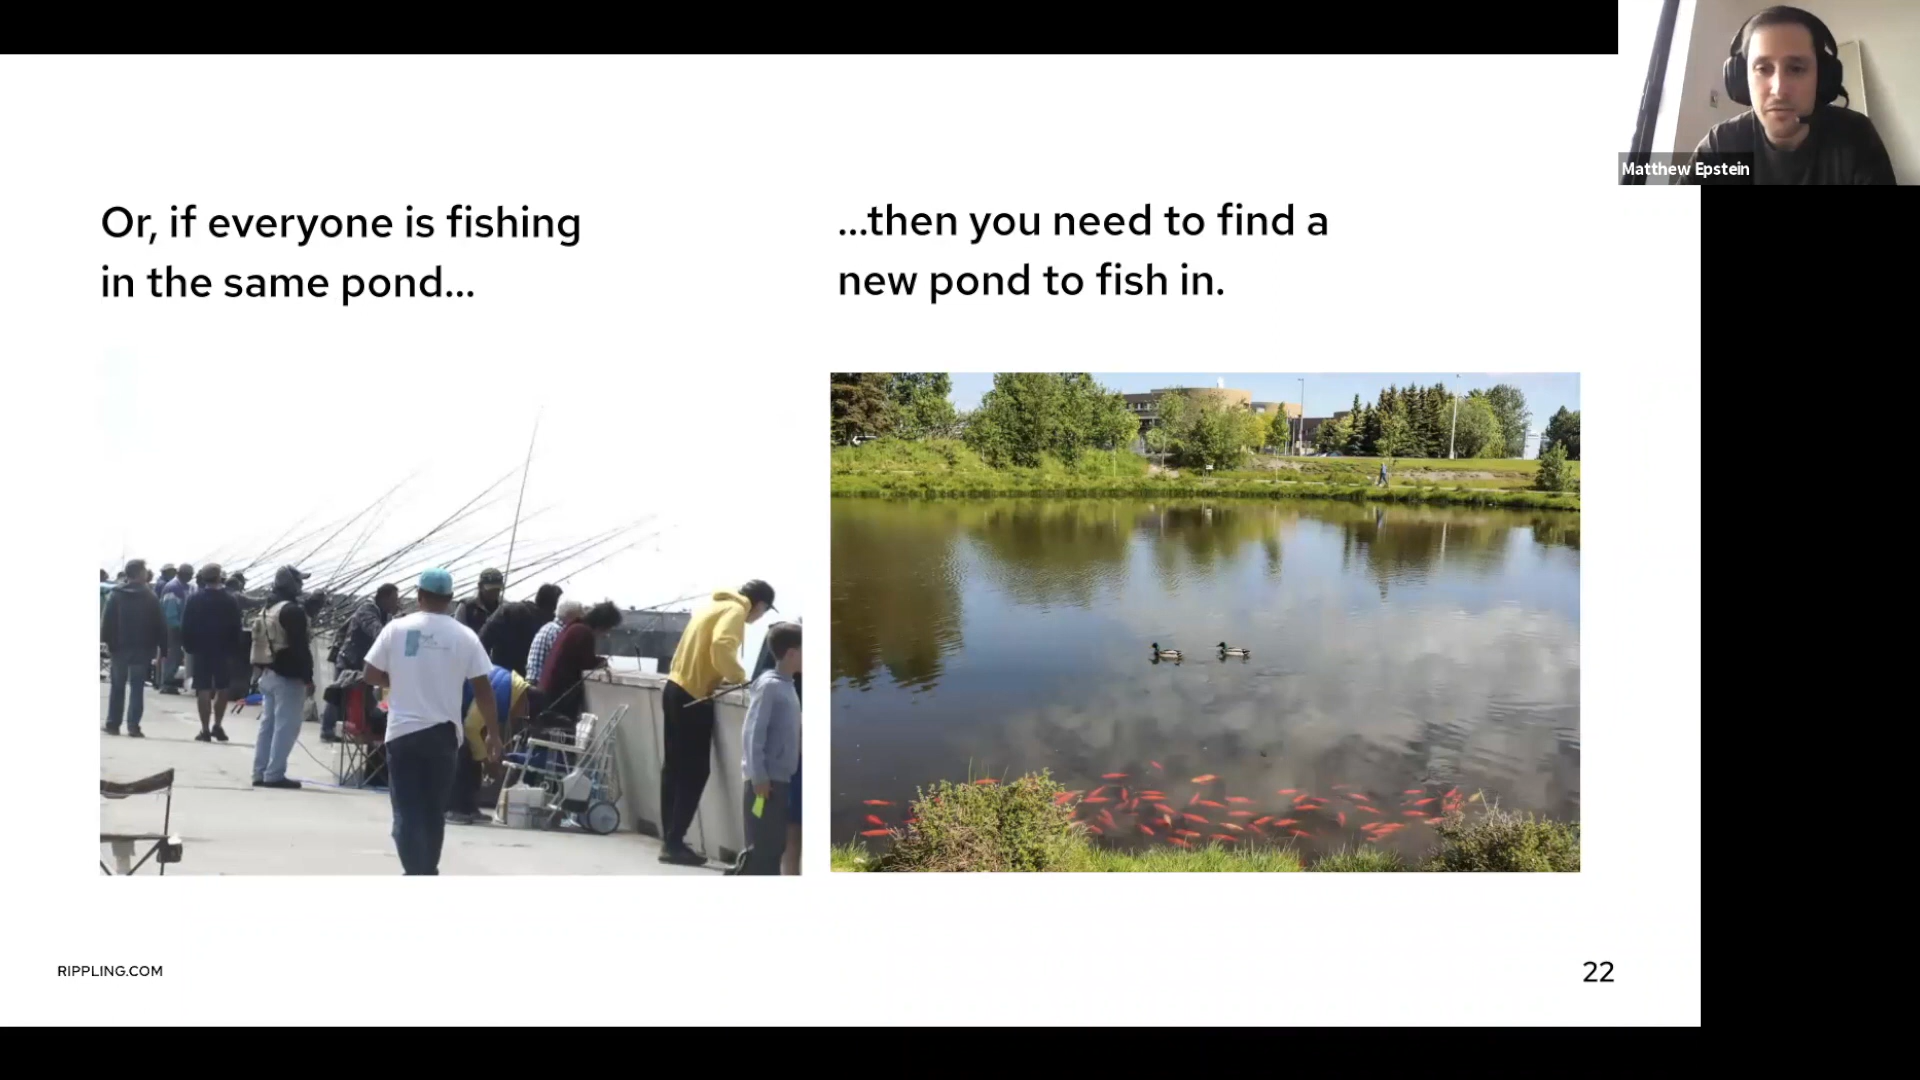 Matthew Epstein
Or, if everyone is fishing
in the same pond...
...then you need to find a
new pond to fish in.
RIPPLING.COM
22